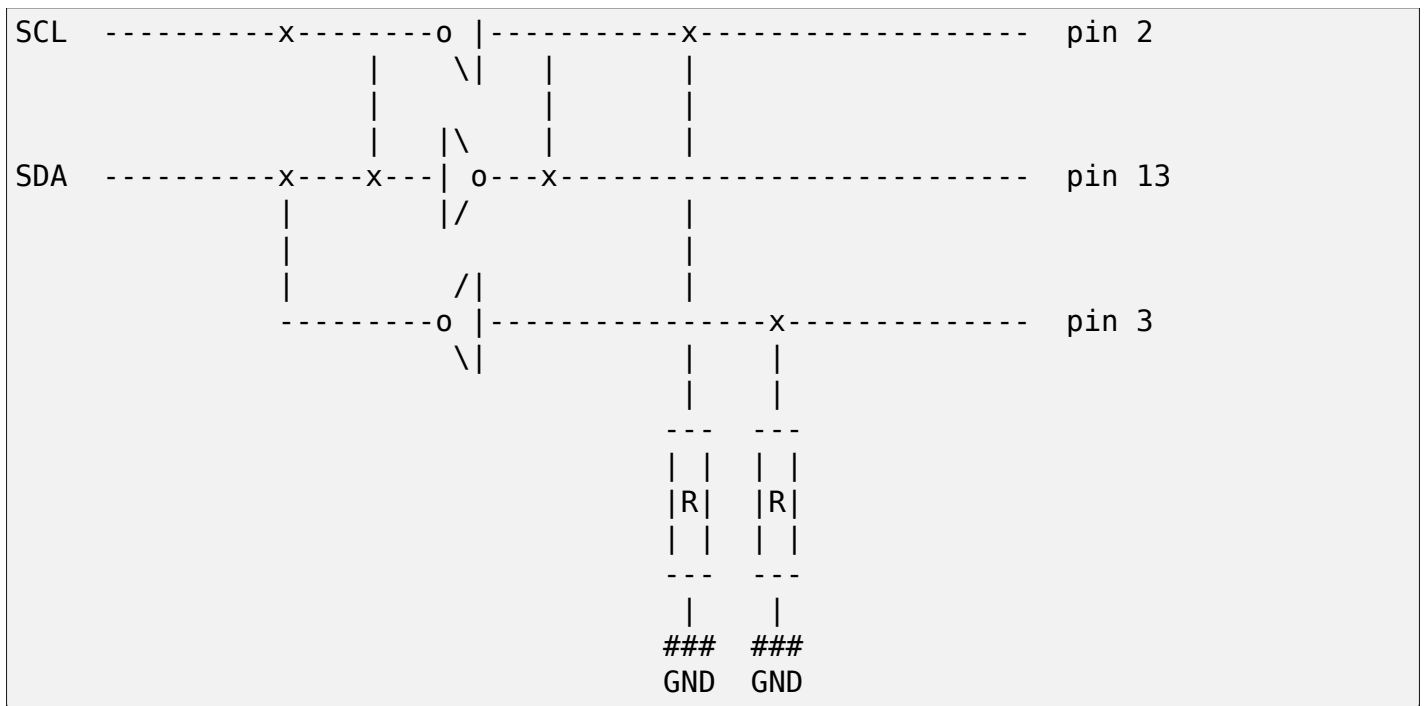 SCL  ----------x--------o |-----------x-------------------  pin 2
                    |    \|    |       |
                    |          |       |
                    |   |\     |       |
SDA  ----------x----x---| o---x---------------------------  pin 13
               |        |/             |
               |                       |
               |         /|            |
               ---------o |----------------x--------------  pin 3
                         \|            |    |
                                       |    |
                                      ---  ---
                                      | |  | |
                                      |R|  |R|
                                      | |  | |
                                      ---  ---
                                       |    |
                                      ###  ###
                                      GND  GND